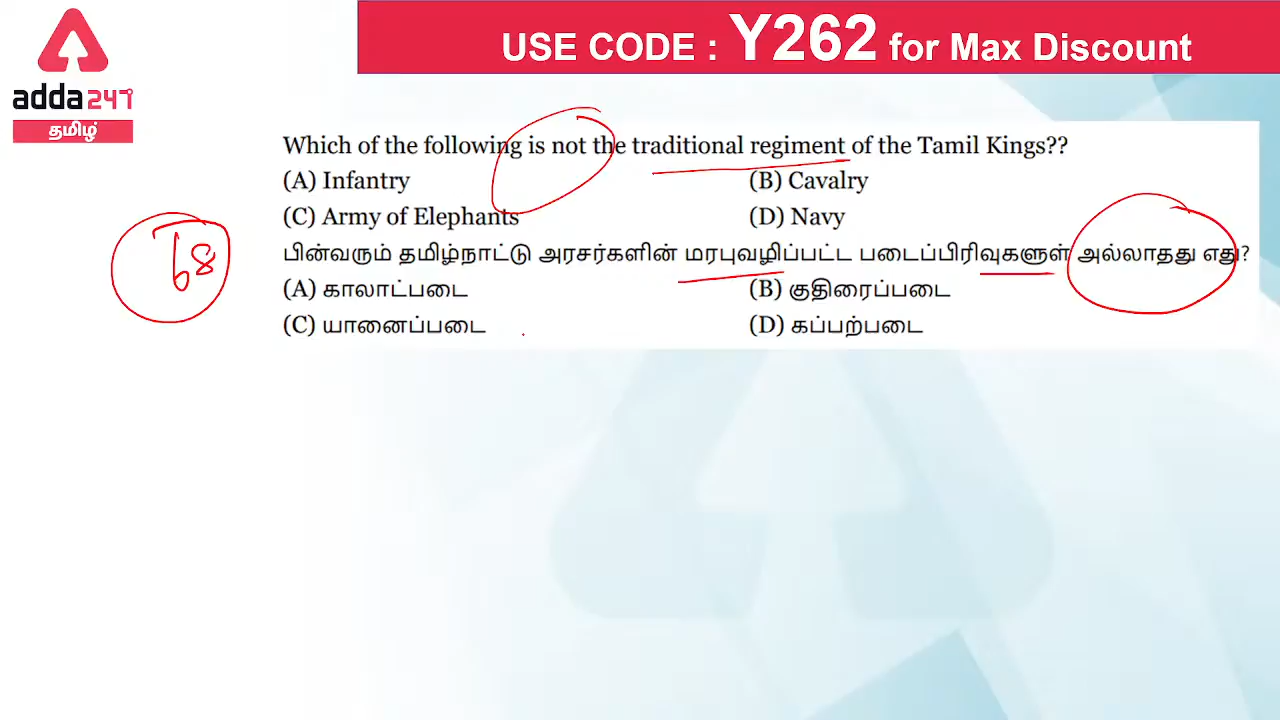 USE CODE : Y262 for Max Discount
adda247
தமிழ்
Which of the following is not the traditional regiment of the Tamil Kings??
(A) Infantry (B) Cavalry
(C) Army of Elephants (D) Navy
68
பின்வரும் தமிழ்நாட்டு அரசர்களின் மரபுவழிப்பட்ட படைப்பிரிவுகளுள் அல்லாதது எது?
(A) காலாட்படை (B) குதிரைப்படை
(C) யானைப்படை (D) கப்பற்படை